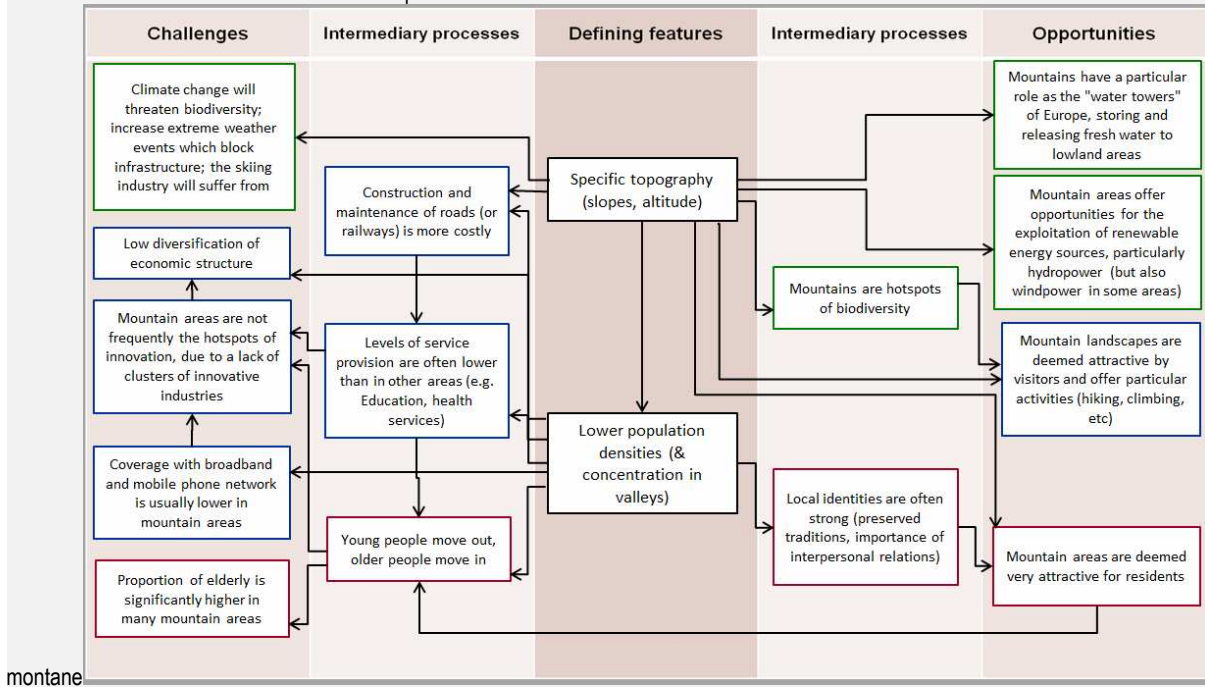 Challenges
Intermediary processes
Defining features
Intermediary processes
Opportunities
Climate change will
threaten biodiversity;
increase extreme weather
events which block
infrastructure; the skiing
industry will suffer from
Low diversification of
economic structure
Mountain areas are not
frequently the hotspots of
innovation, due to a lack of
clusters of innovative
industries
Coverage with broadband
and mobile phone network
is usually lower in
mountain areas
Proportion of elderly is
significantly higher in
many mountain areas
Construction and
maintenance of roads (or
railways) is more costly
Levels of service
provision are often lower
than in other areas (e.g.
Education, health
services)
Young people move out,
older people move in
Specific topography
(slopes, altitude)
Lower population
densities (&
concentration in
valleys)
Mountains are hotspots
of biodiversity
Local identities are often
strong (preserved
traditions, importance of
interpersonal relations)
Mountains have a particular
role as the "water towers"
of Europe, storing and
releasing fresh water to
lowland areas
Mountain areas offer
opportunities for the
exploitation of renewable
energy sources, particularly
hydropower (but also
windpower in some areas)
Mountain landscapes are
deemed attractive by
visitors and offer particular
activities (hiking, climbing,
etc)
Mountain areas are deemed
very attractive for residents
montane